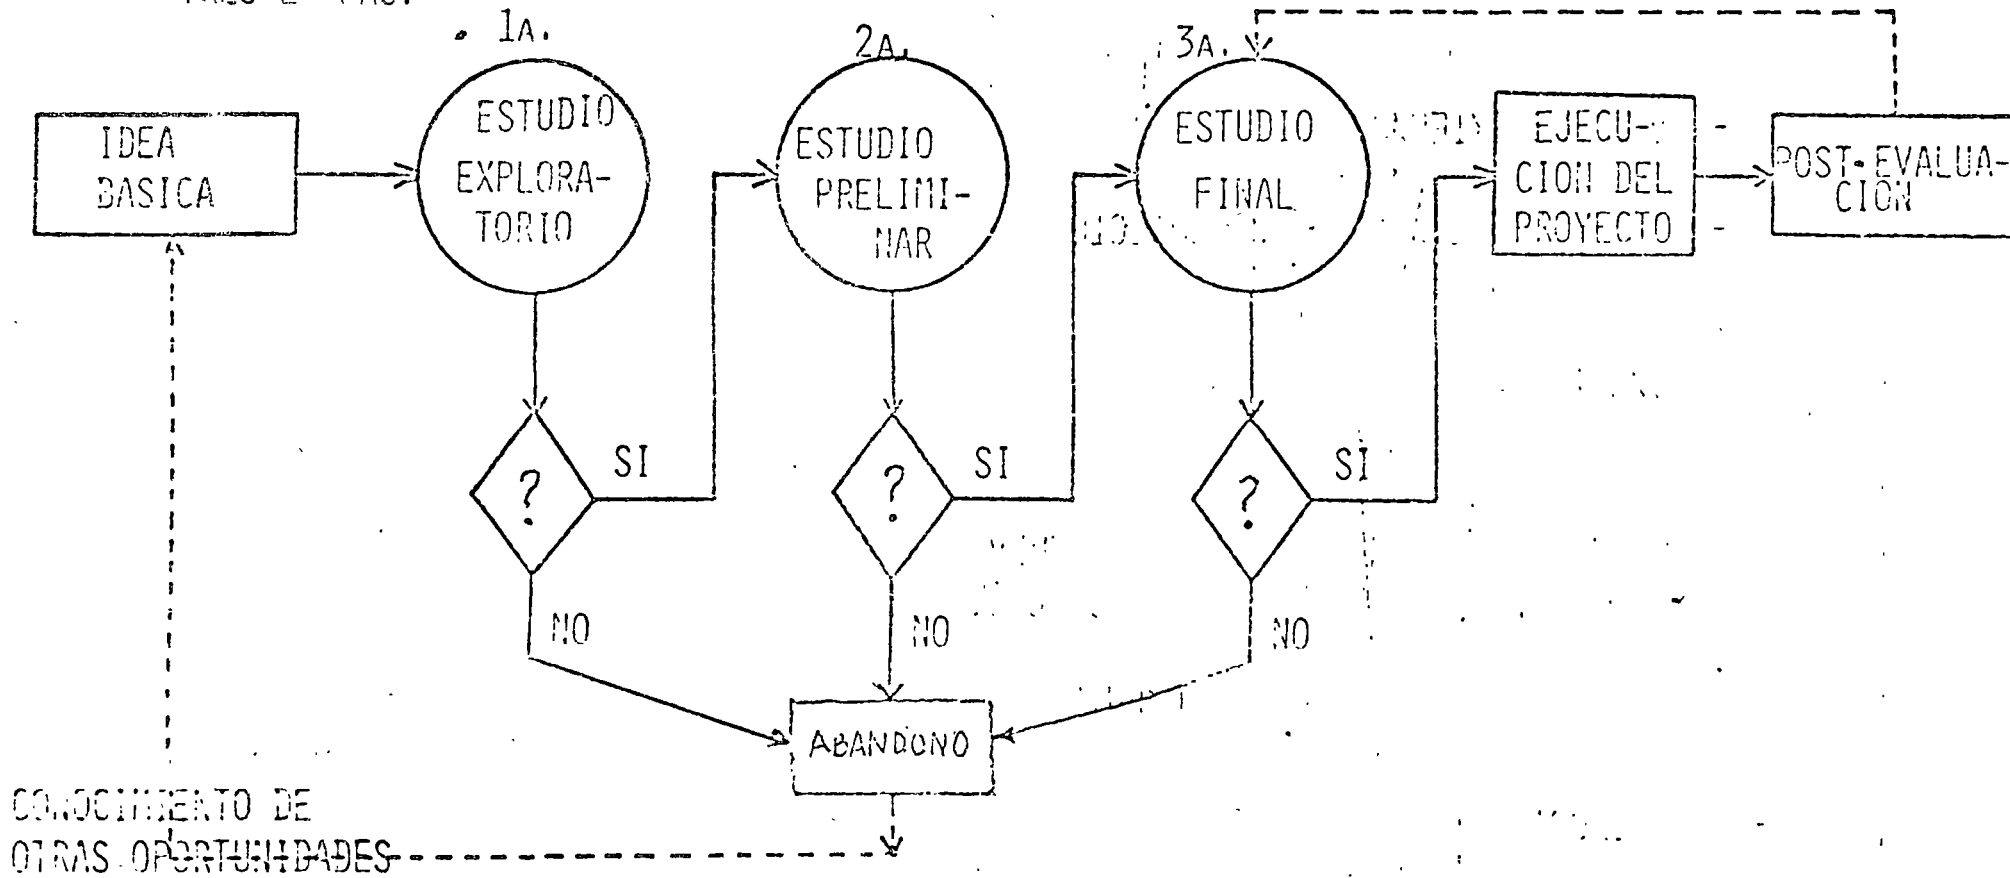 1A.
2A.
3A.
IDEA
BASICA
ESTUDIO
EXPLORA-
TORIO
ESTUDIO
PRELIMI-
NAR
ESTUDIO
FINAL
EJECU-
CION DEL
PROYECTO
POST-EVALUA-
CION
?
SI
?
SI
?
SI
NO
NO
NO
ABANDONO
CONOCIMIENTO DE
OTRAS OPORTUNIDADES